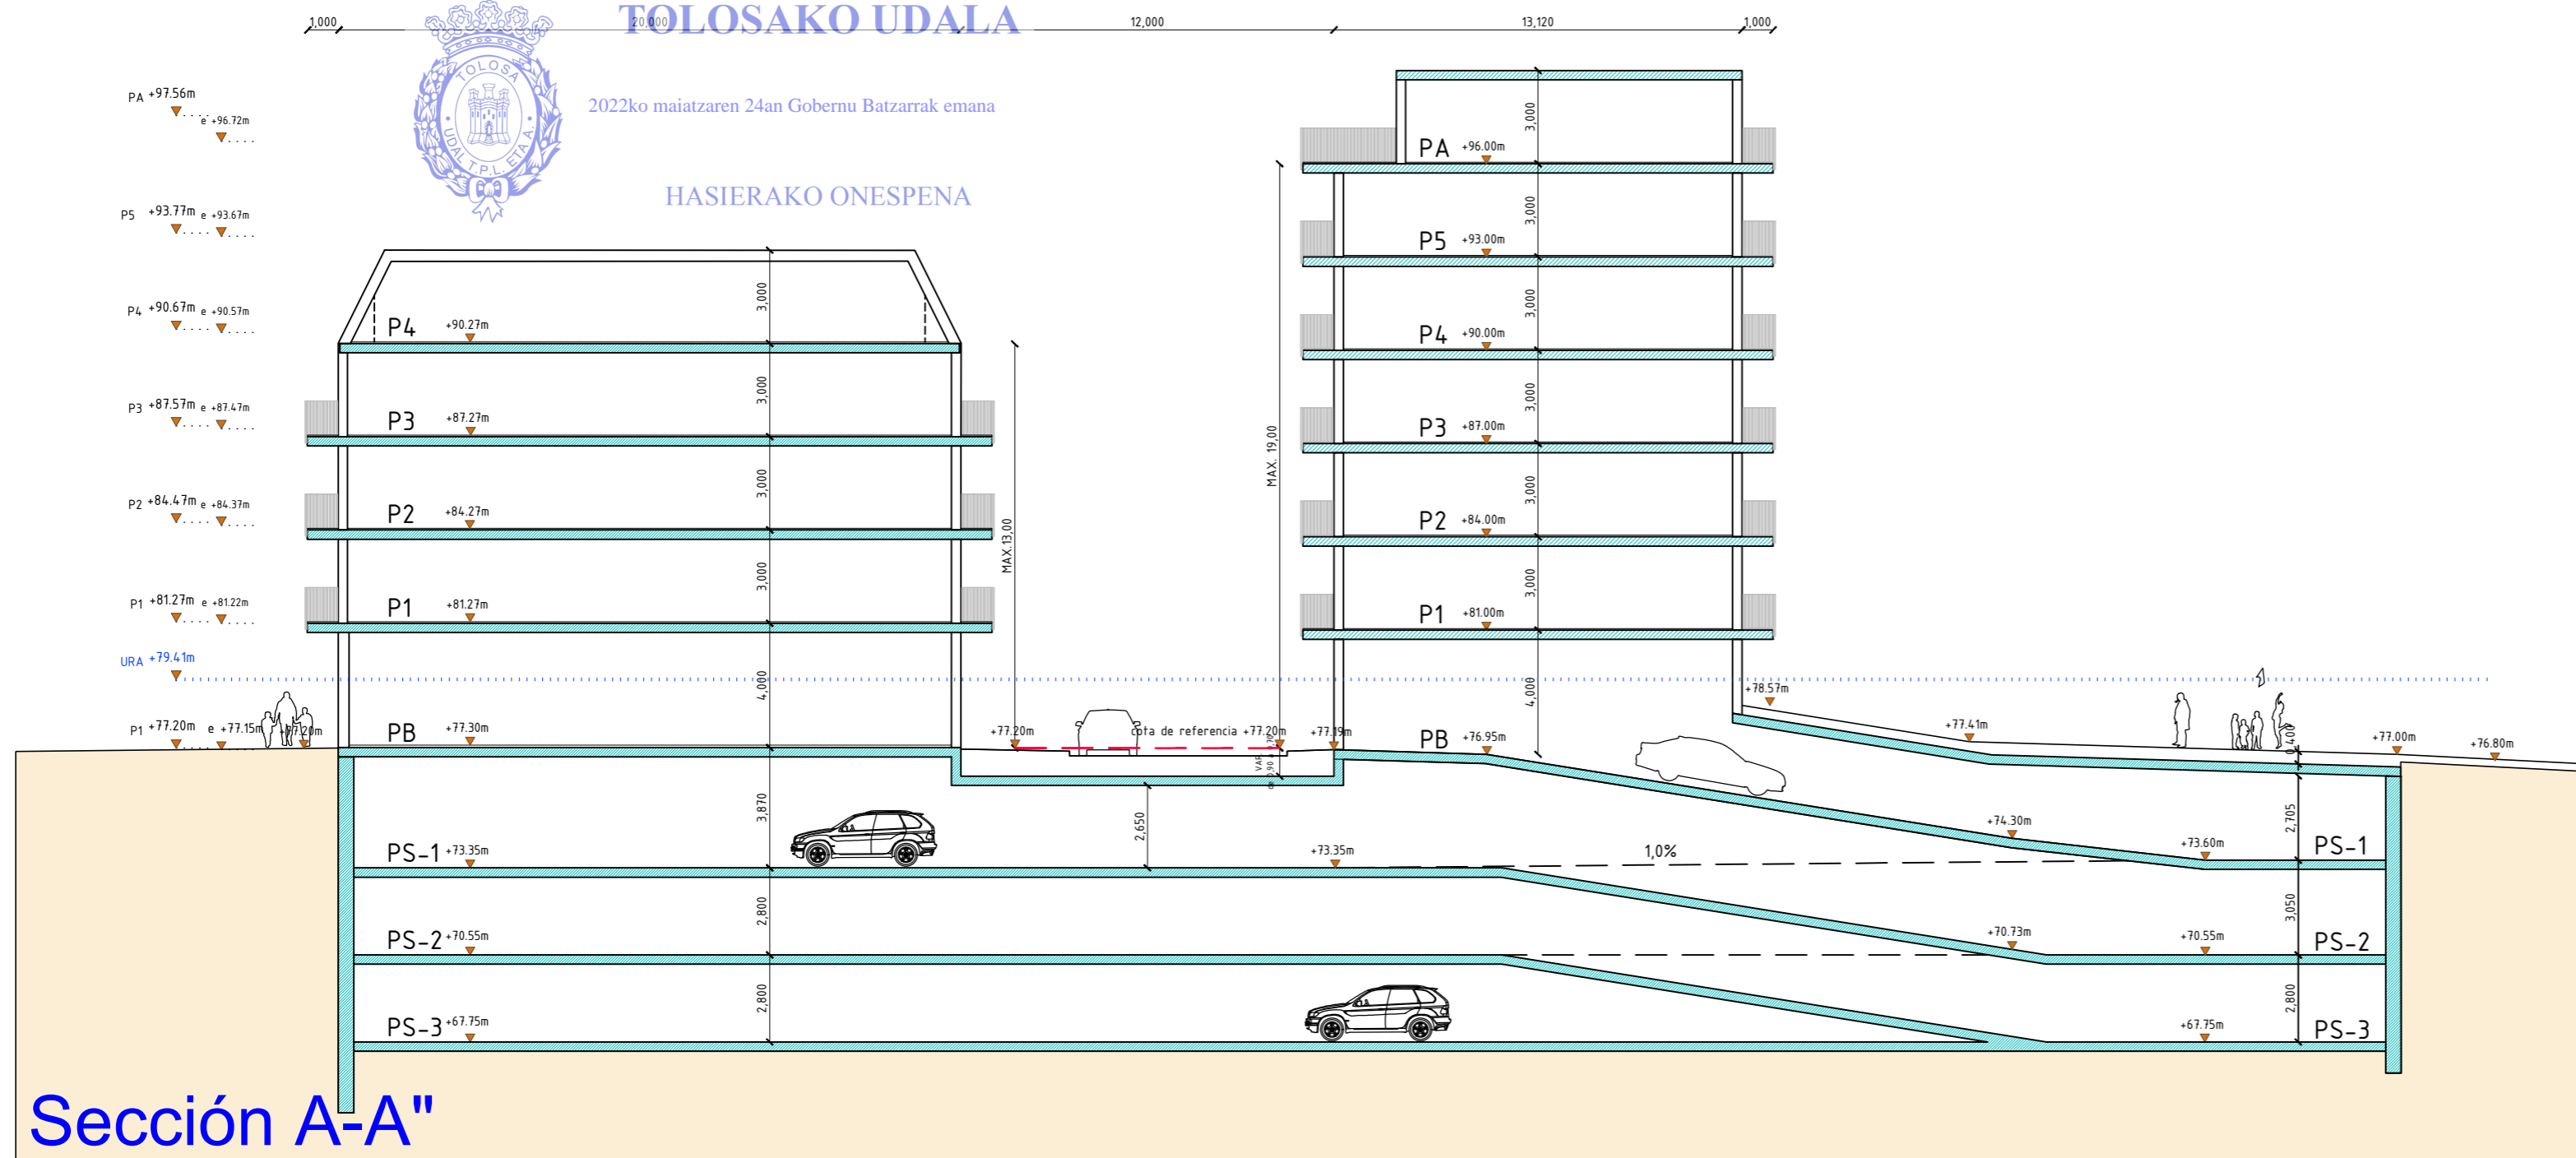 1,000 20,000 12,000 13,120 1,000
TOLOSAKO UDALA
TOLOSA
UDAL T.P.L. ETA A.
2022ko maiatzaren 24an Gobernu Batzarrak emana
HASIERAKO ONESPENA
PA +97.56m
e +96.72m
P5 +93.77m e +93.67m
P4 +90.67m e +90.57m
P3 +87.57m e +87.47m
P2 +84.47m e +84.37m
P1 +81.27m e +81.22m
URA +79.41m
P1 +77.20m e +77.15m +77.20m
P4 +90.27m
P3 +87.27m
P2 +84.27m
P1 +81.27m
PB +77.30m
PS-1 +73.35m
PS-2 +70.55m
PS-3 +67.75m
3,000
3,000
3,000
3,000
4,000
3,870
2,800
2,800
MAX.13,00
MAX. 19,00
+77.20m cota de referencia +77.20m +77.19m
2,650
+73.35m
1,0%
PA +96.00m
P5 +93.00m
P4 +90.00m
P3 +87.00m
P2 +84.00m
P1 +81.00m
PB +76.95m
3,000
3,000
3,000
3,000
3,000
3,000
4,000
+78.57m
+77.41m
+77.00m
+76.80m
+74.30m
+73.60m
+70.73m
+70.55m
+67.75m
0,400
2,705
3,050
2,800
PS-1
PS-2
PS-3
Sección A-A"